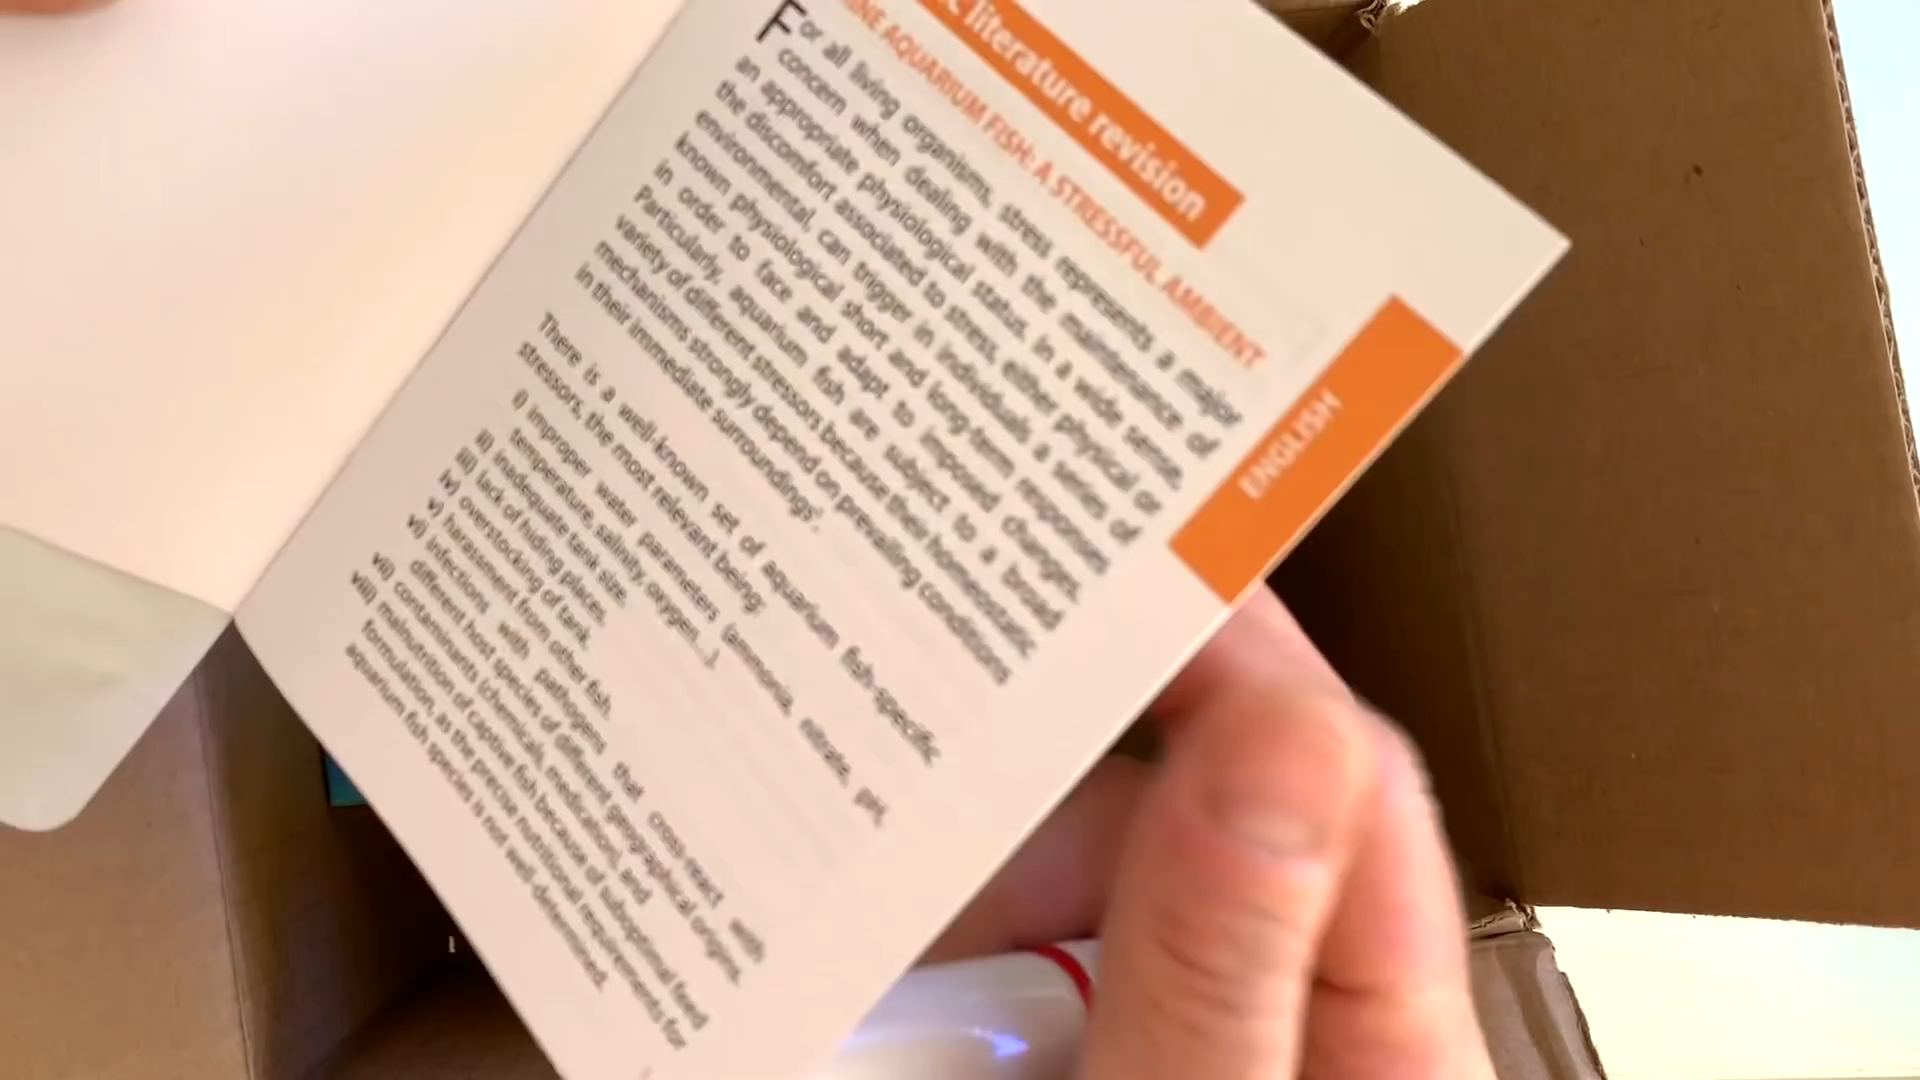 literature revision
AQUARIUM FISH: A STRESSFUL AMBIENT
For all living organisms, stress represents a major
concern when dealing with the maintenance of
an appropriate physiological status. In a wide sense,
the discomfort associated to stress, either physical or
environmental, can trigger in individuals a series of
known physiological short and long-term responses
in order to face and adapt to imposed changes.
Particularly, aquarium fish, are subject to a broad
variety of different stressors because their homeostatic
mechanisms strongly depend on prevailing conditions
in their immediate surroundings¹.
There is a well-known set of aquarium fish-specific
stressors, the most relevant being:
i) improper water parameters (ammonia, nitrate, pH,
temperature, salinity, oxygen...),
ii) inadequate tank size,
iii) lack of hiding places,
iv) overstocking of tank,
v) harassment from other fish,
vi) infections with pathogens that cross-react with
different host species of different geographical origins,
vii) contaminants (chemicals, medication), and
viii) malnutrition of captive fish because of suboptimal feed
formulation, as the precise nutritional requirements for
aquarium fish species is not well determined.
ENGLISH